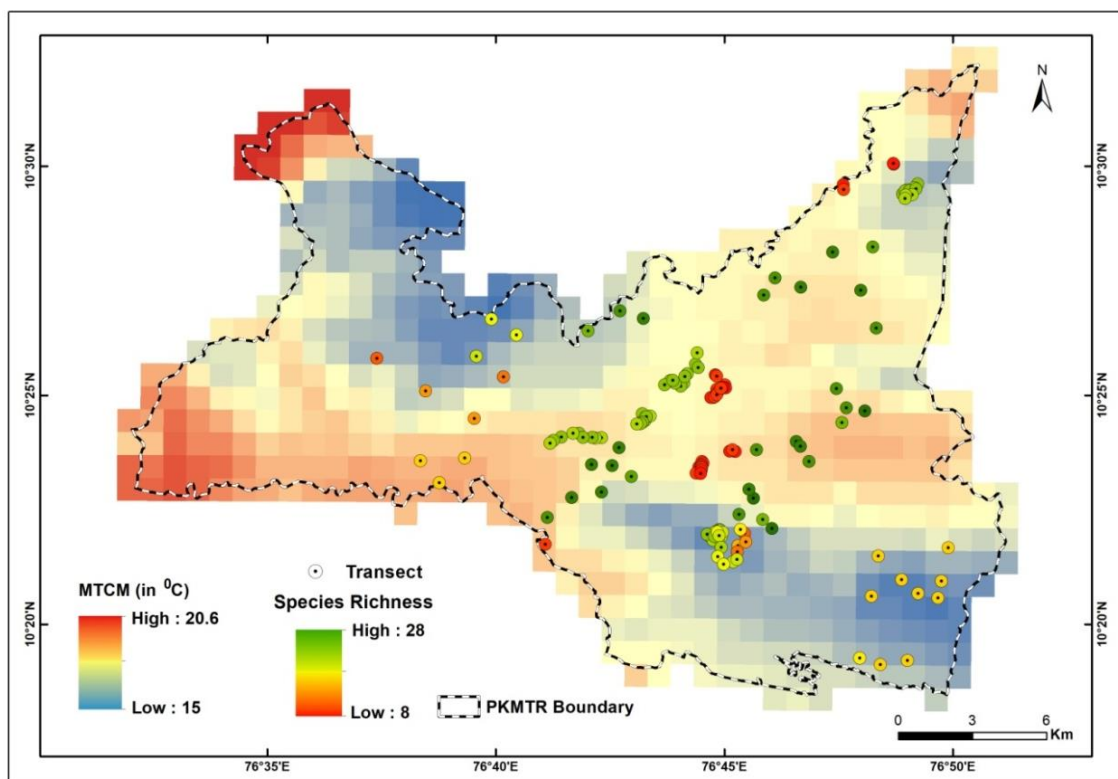 N
10°30'N
10°30'N
10°25'N
10°25'N
10°20'N
10°20'N
MTCM (in ⁰C)
High : 20.6
Low : 15
Transect
Species Richness
High : 28
Low : 8
PKMTR Boundary
0 3 6
Km
76°35'E 76°40'E 76°45'E 76°50'E